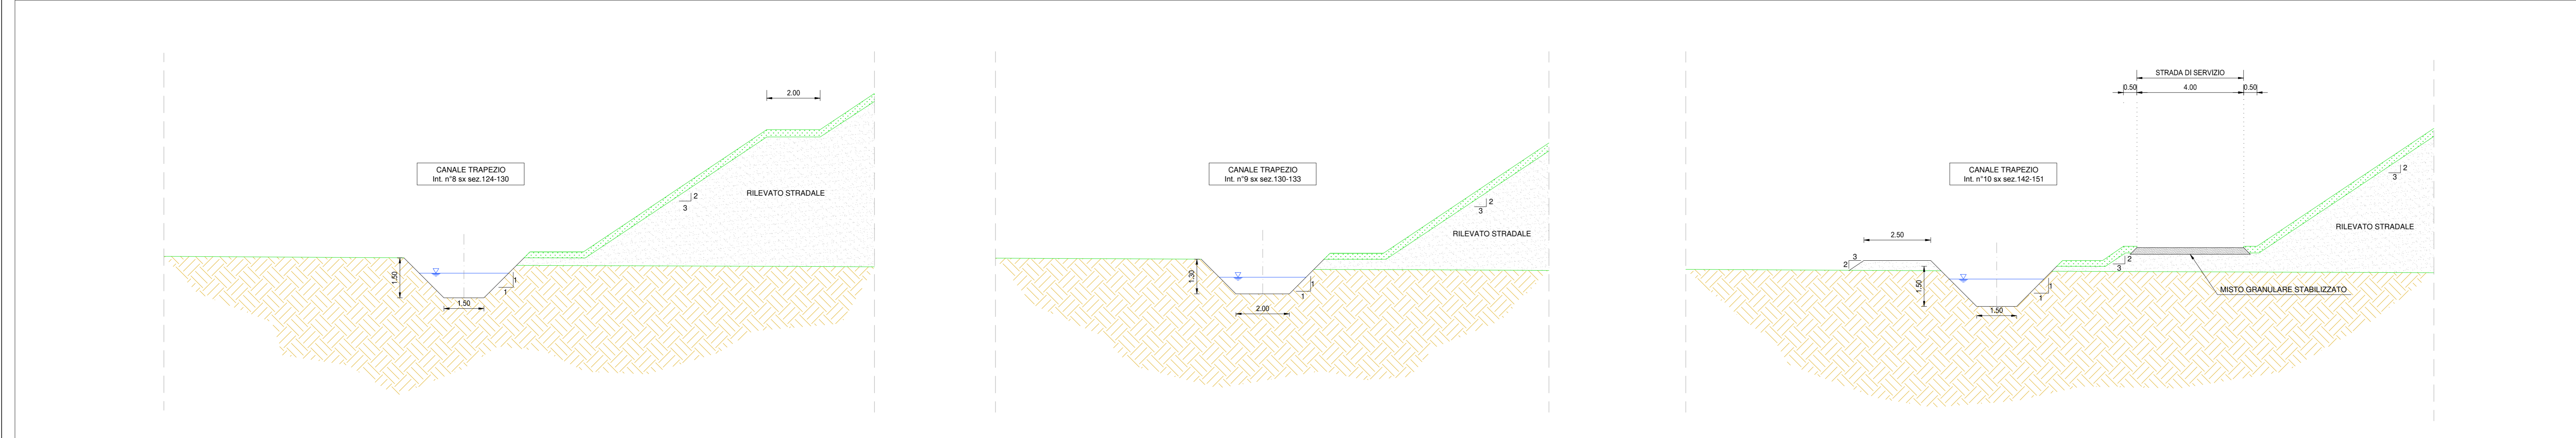 2.00
CANALE TRAPEZIO
Int. n°8 sx sez.124-130
RILEVATO STRADALE
2
3
1.50
1
1
1.50
CANALE TRAPEZIO
Int. n°9 sx sez.130-133
2
3
RILEVATO STRADALE
1.30
1
1
2.00
STRADA DI SERVIZIO
0.50
4.00
0.50
CANALE TRAPEZIO
Int. n°10 sx sez.142-151
2
3
RILEVATO STRADALE
2.50
3
2
2
3
1.50
1
1
MISTO GRANULARE STABILIZZATO
1.50